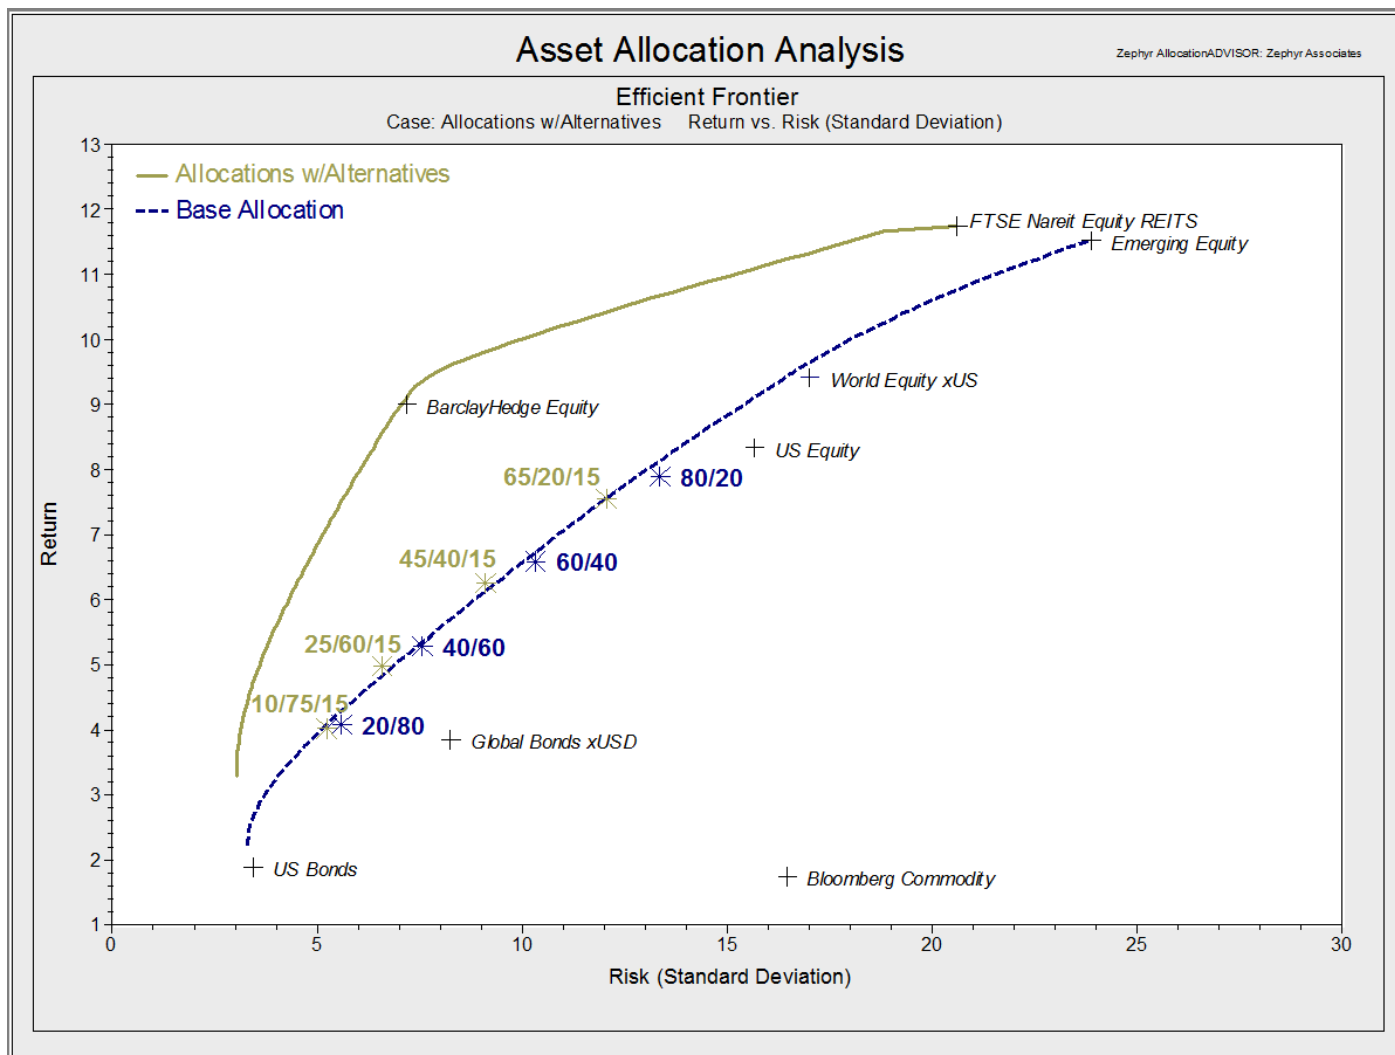 Asset Allocation Analysis
Zephyr AllocationADVISOR: Zephyr Associates
Efficient Frontier
Case: Allocations w/Alternatives Return vs. Risk (Standard Deviation)
13
Allocations w/Alternatives
Base Allocation
12
FTSE Nareit Equity REITS
Emerging Equity
11
10
World Equity xUS
9
BarclayHedge Equity
US Equity
8
65/20/15
80/20
7
Return
45/40/15
60/40
6
25/60/15
40/60
5
10/75/15
20/80
4
Global Bonds xUSD
3
2
US Bonds
Bloomberg Commodity
1
0 5 10 15 20 25 30
Risk (Standard Deviation)